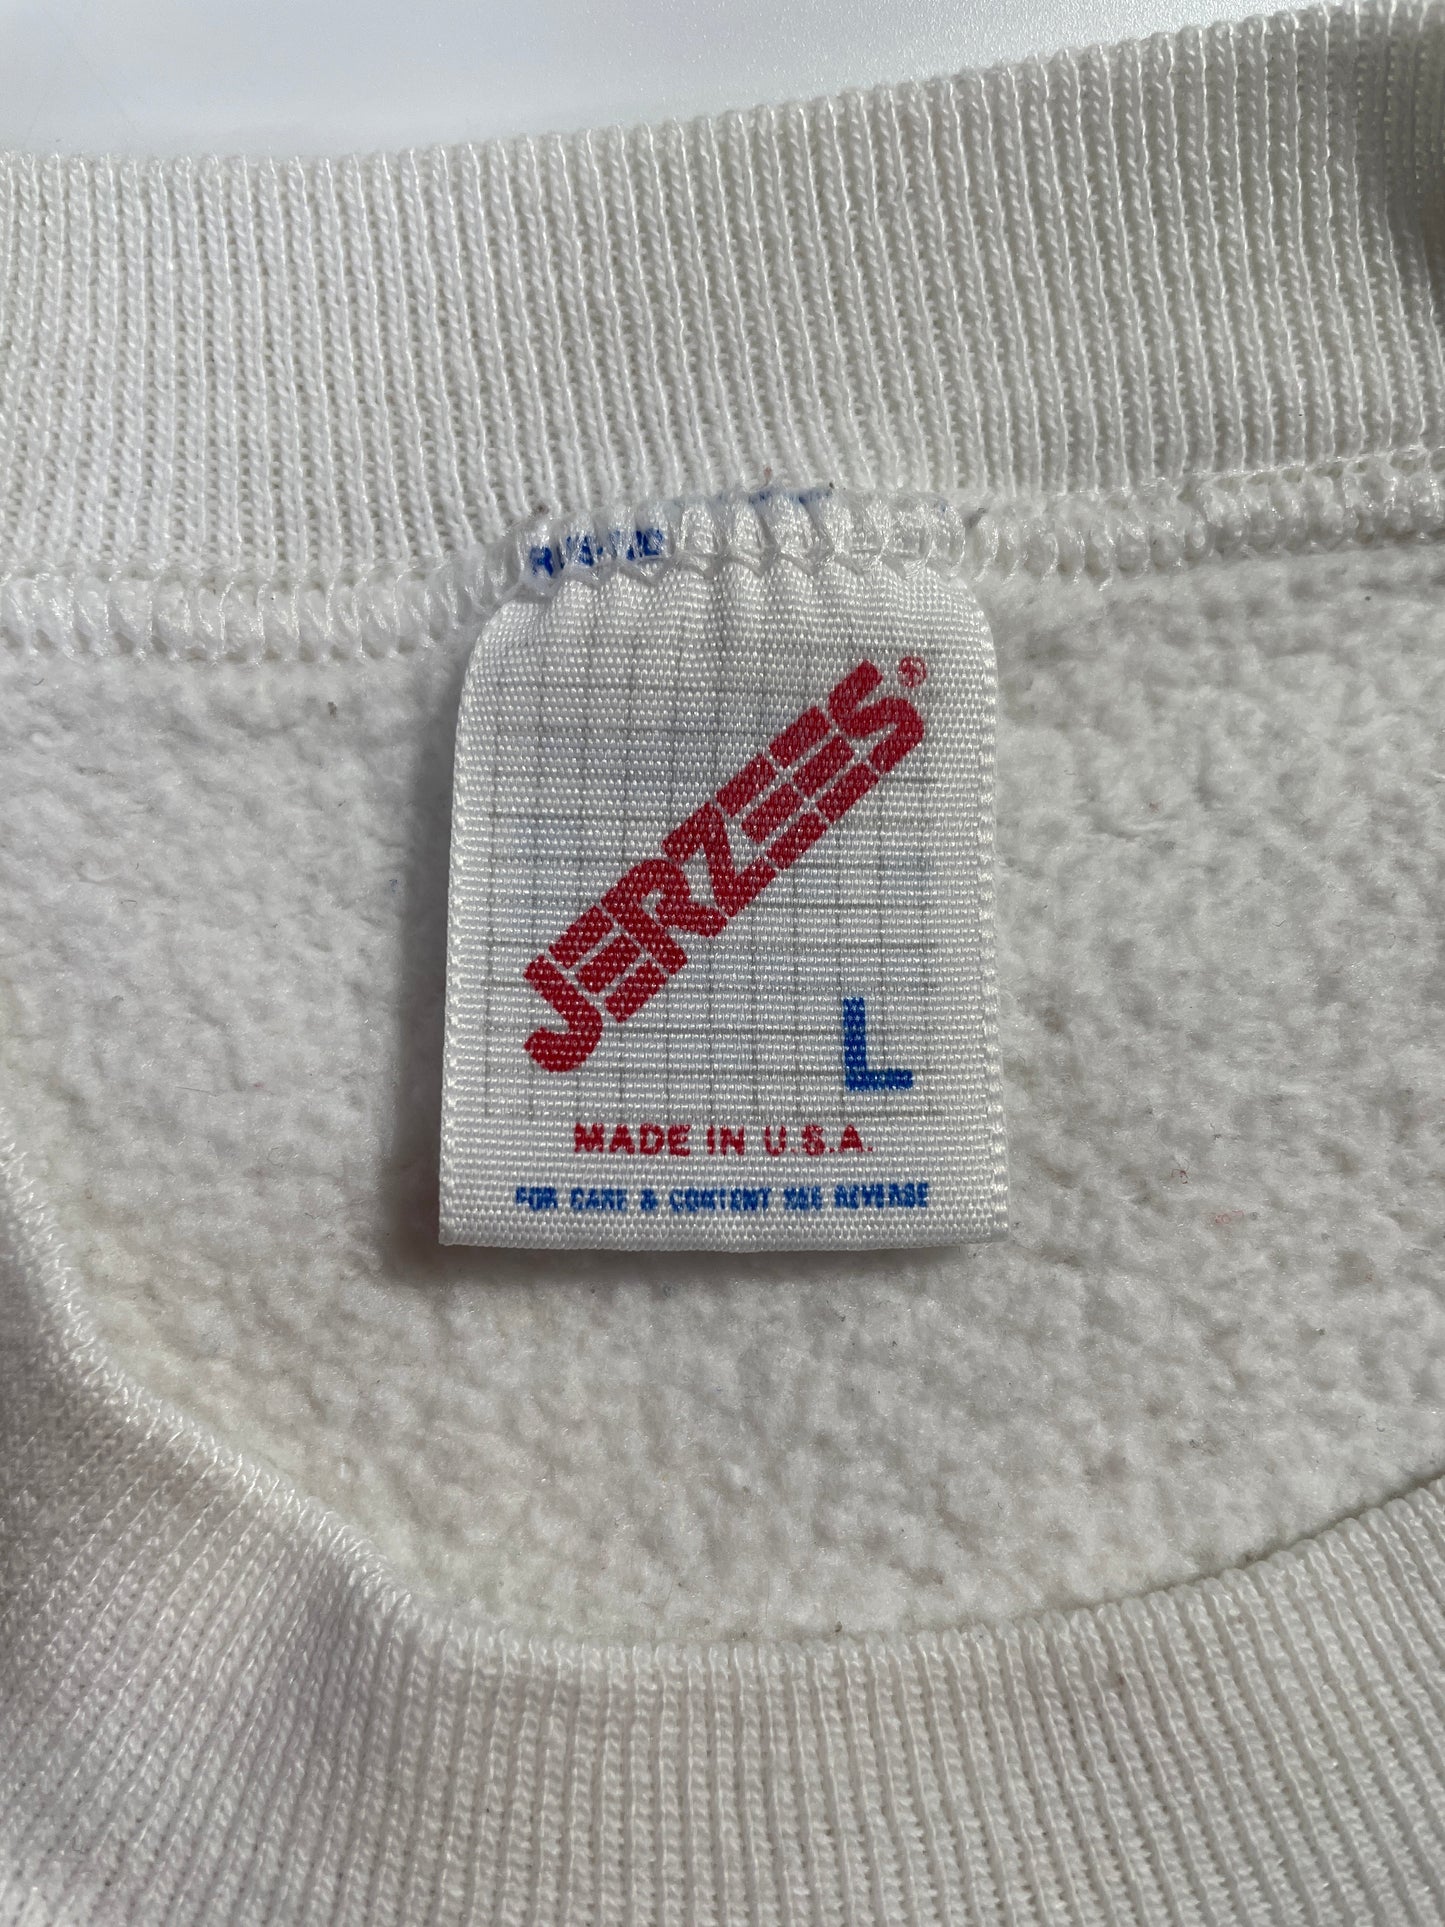 JERZEES®
L
MADE IN U.S.A.
FOR CARE & CONTENT SEE REVERSE